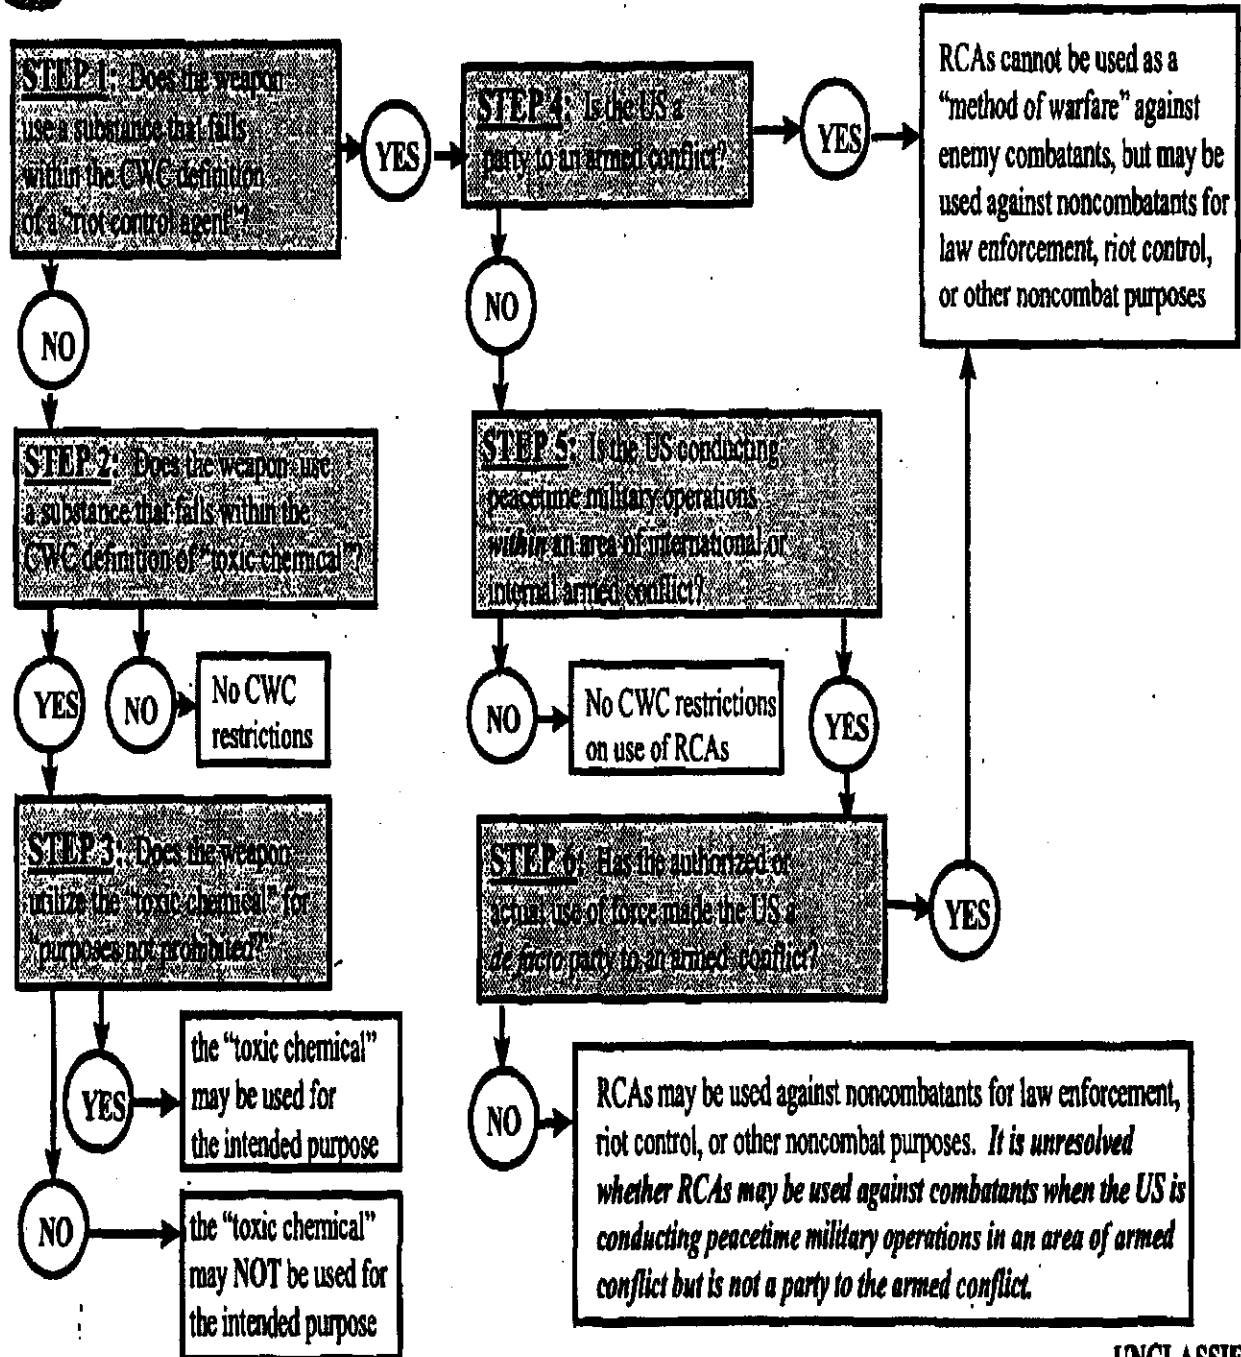 STEP 1: Does the weapon
use a substance that falls
within the CWC definition
of a "riot control agent"?
YES
STEP 4: Is the US a
party to an armed conflict?
YES
RCAs cannot be used as a
"method of warfare" against
enemy combatants, but may be
used against noncombatants for
law enforcement, riot control,
or other noncombat purposes
NO
NO
STEP 2: Does the weapon use
a substance that falls within the
CWC definition of "toxic chemical"?
STEP 5: Is the US conducting
peacetime military operations
within an area of international or
internal armed conflict?
YES
NO
No CWC
restrictions
NO
No CWC restrictions
on use of RCAs
YES
STEP 3: Does the weapon
utilize the "toxic chemical" for
"purposes not prohibited?"
STEP 6: Has the authorized or
actual use of force made the US a
de facto party to an armed conflict?
YES
YES
the "toxic chemical"
may be used for
the intended purpose
NO
the "toxic chemical"
may NOT be used for
the intended purpose
NO
RCAs may be used against noncombatants for law enforcement,
riot control, or other noncombat purposes. It is unresolved
whether RCAs may be used against combatants when the US is
conducting peacetime military operations in an area of armed
conflict but is not a party to the armed conflict.